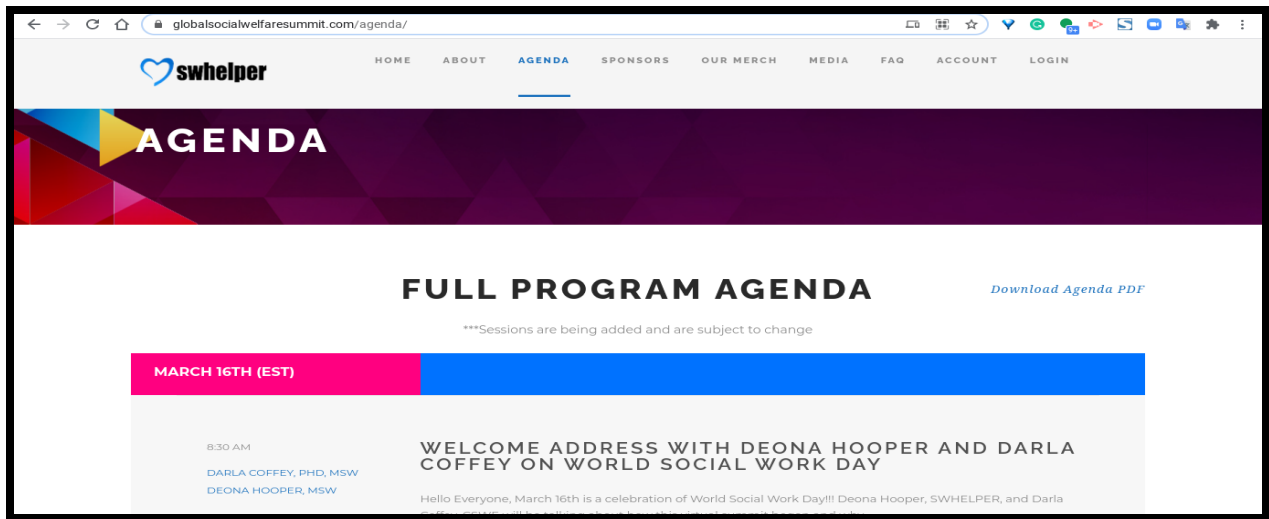 globalsocialwelfaresummit.com/agenda/
9+
swhelper
HOME ABOUT AGENDA SPONSORS OUR MERCH MEDIA FAQ ACCOUNT LOGIN
AGENDA
FULL PROGRAM AGENDA
Download Agenda PDF
***Sessions are being added and are subject to change
MARCH 16TH (EST)
8:30 AM
DARLA COFFEY, PHD, MSW
DEONA HOOPER, MSW
WELCOME ADDRESS WITH DEONA HOOPER AND DARLA
COFFEY ON WORLD SOCIAL WORK DAY
Hello Everyone, March 16th is a celebration of World Social Work Day!!! Deona Hooper, SWHELPER, and Darla